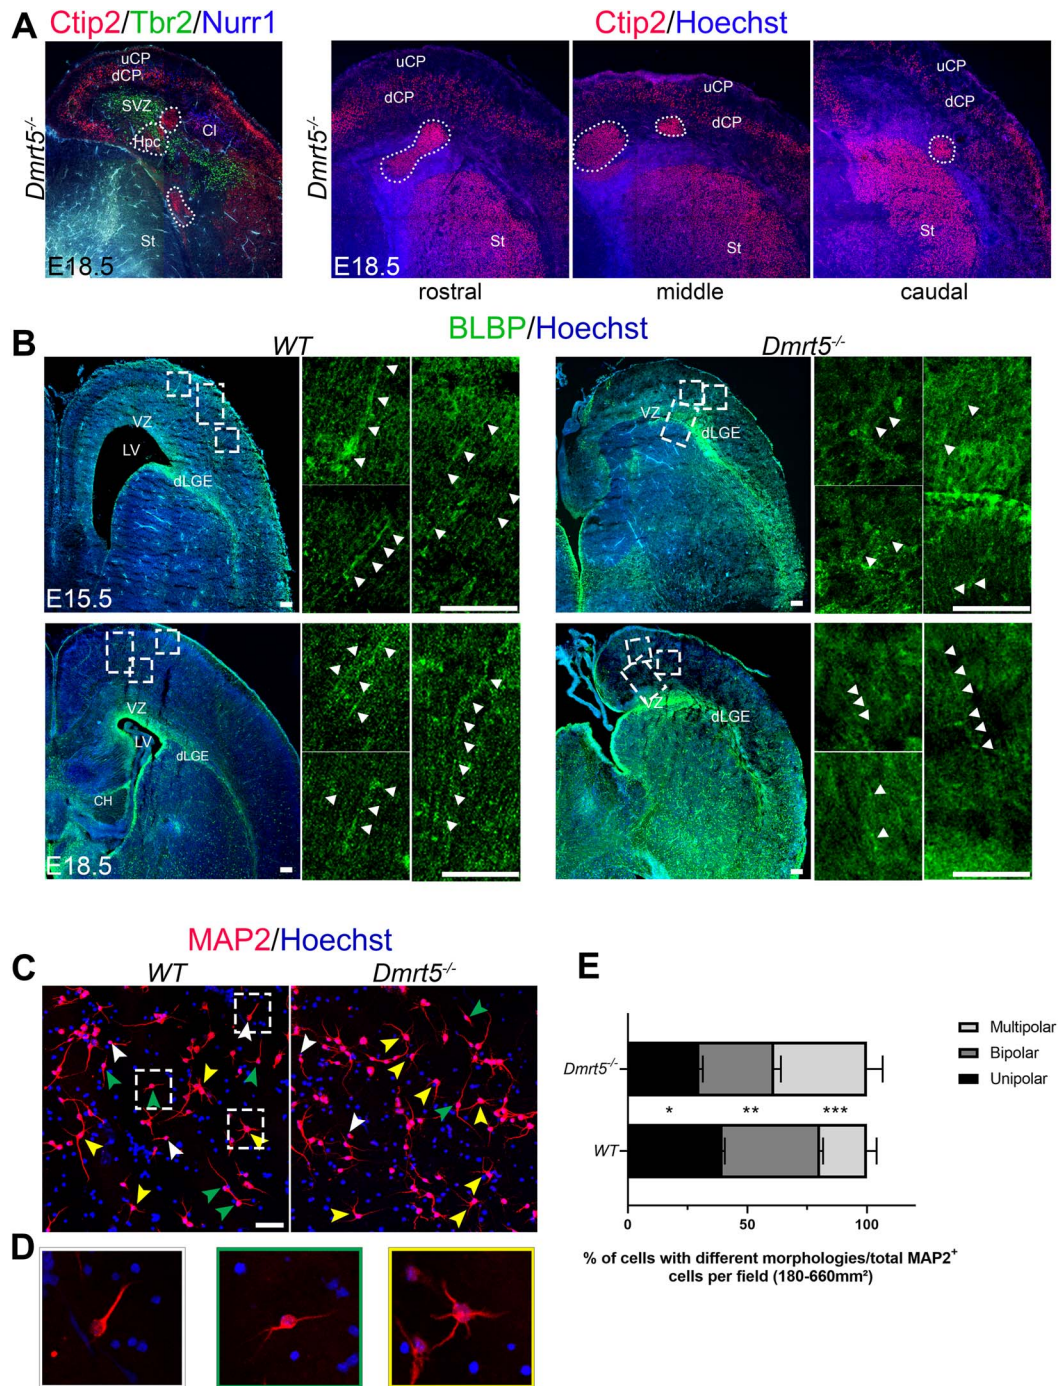 A
Ctip2/Tbr2/Nurr1
Ctip2/Hoechst
Dmrt5-/-
uCP
dCP
SVZ
Hpc
Cl
St
E18.5
Dmrt5-/-
uCP
dCP
St
E18.5
uCP
dCP
St
uCP
dCP
St
rostral
middle
caudal
BLBP/Hoechst
B
WT
Dmrt5-/-
VZ
LV
dLGE
E15.5
VZ
dLGE
VZ
LV
dLGE
CH
E18.5
VZ
dLGE
MAP2/Hoechst
C
WT
Dmrt5-/-
D
E
Multipolar
Bipolar
Unipolar
Dmrt5-/-
* ** ***
WT
0 50 100
% of cells with different morphologies/total MAP2+
cells per field (180-660mm²)